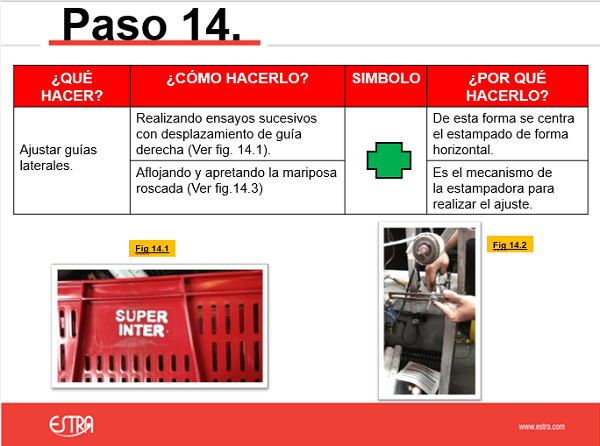 Paso 14.
¿QUÉ
HACER?
¿CÓMO HACERLO?
SIMBOLO
¿POR QUÉ
HACERLO?
Ajustar guías
laterales.
Realizando ensayos sucesivos
con desplazamiento de guía
derecha (Ver fig. 14.1).
De esta forma se centra
el estampado de forma
horizontal.
Aflojando y apretando la mariposa
roscada (Ver fig.14.3)
Es el mecanismo de
la estampadora para
realizar el ajuste.
Fig 14.1
Fig 14.2
SUPER
INTER
ESTRA
www.estra.com